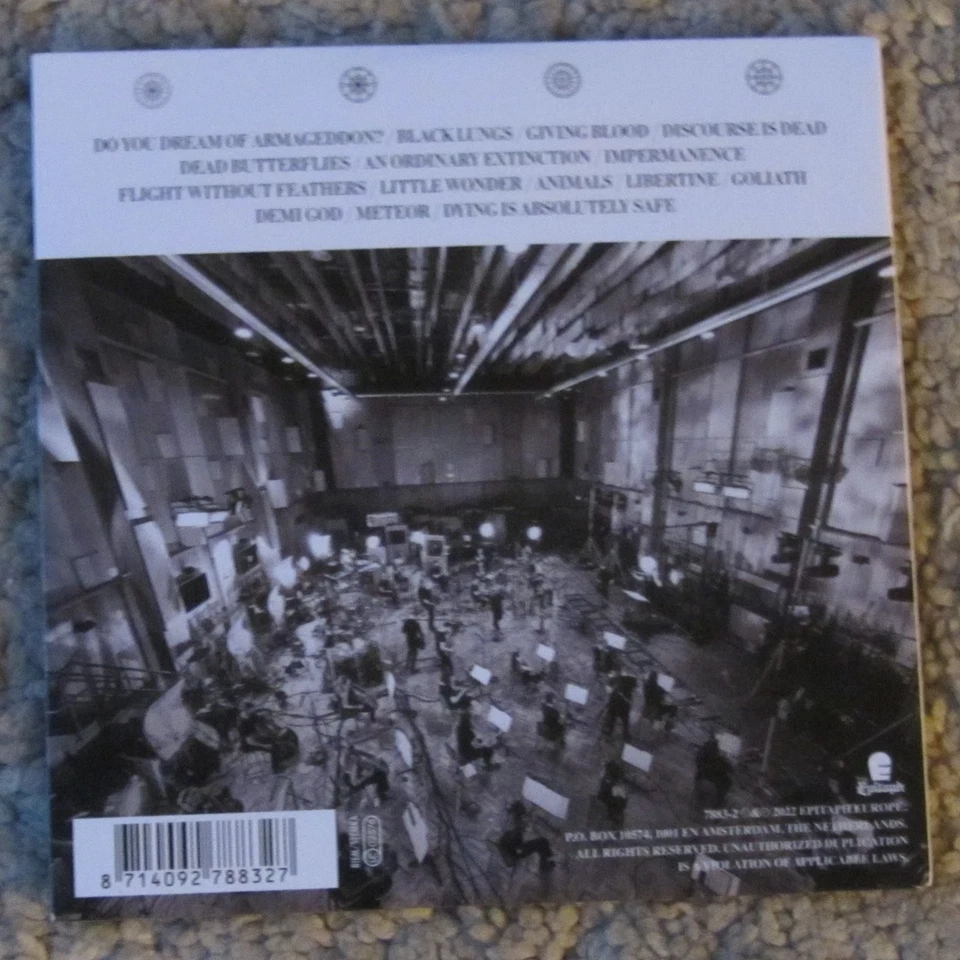 DO YOU DREAM OF ARMAGEDDON? / BLACK LUNGS / GIVING BLOOD / DISCOURSE IS DEAD
DEAD BUTTERFLIES / AN ORDINARY EXTINCTION / IMPERMANENCE
FLIGHT WITHOUT FEATHERS / LITTLE WONDER / ANIMALS / LIBERTINE / GOLIATH
DEMI GOD / METEOR / DYING IS ABSOLUTELY SAFE
Epitaph
7883-2 ©&℗ 2022 EPITAPH EUROPE.
P.O. BOX 10574, 1001 EN AMSTERDAM, THE NETHERLANDS.
ALL RIGHTS RESERVED. UNAUTHORIZED DUPLICATION
IS A VIOLATION OF APPLICABLE LAWS.
8 714092 788327